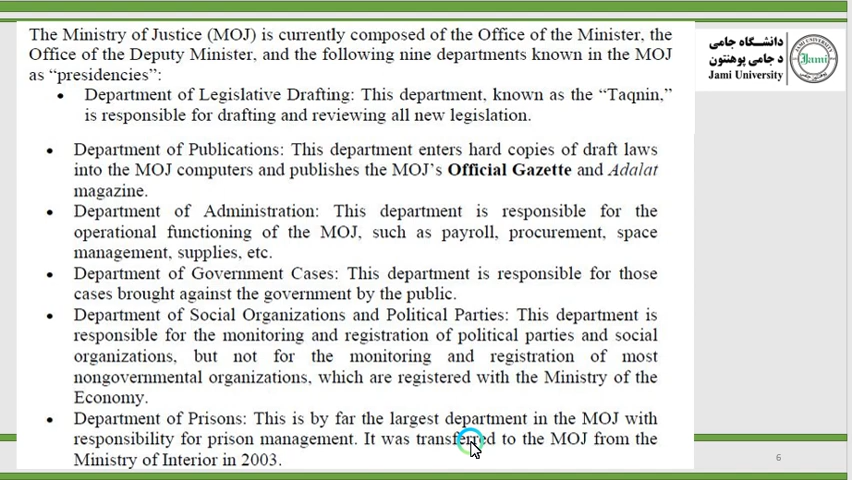 The Ministry of Justice (MOJ) is currently composed of the Office of the Minister, the
Office of the Deputy Minister, and the following nine departments known in the MOJ
as “presidencies”:
• Department of Legislative Drafting: This department, known as the “Taqnin,”
is responsible for drafting and reviewing all new legislation.
• Department of Publications: This department enters hard copies of draft laws
into the MOJ computers and publishes the MOJ’s Official Gazette and Adalat
magazine.
• Department of Administration: This department is responsible for the
operational functioning of the MOJ, such as payroll, procurement, space
management, supplies, etc.
• Department of Government Cases: This department is responsible for those
cases brought against the government by the public.
• Department of Social Organizations and Political Parties: This department is
responsible for the monitoring and registration of political parties and social
organizations, but not for the monitoring and registration of most
nongovernmental organizations, which are registered with the Ministry of the
Economy.
• Department of Prisons: This is by far the largest department in the MOJ with
responsibility for prison management. It was transferred to the MOJ from the
Ministry of Interior in 2003.
دانشگاه جامی
د جامي پوهنتون
Jami University
Jami
6